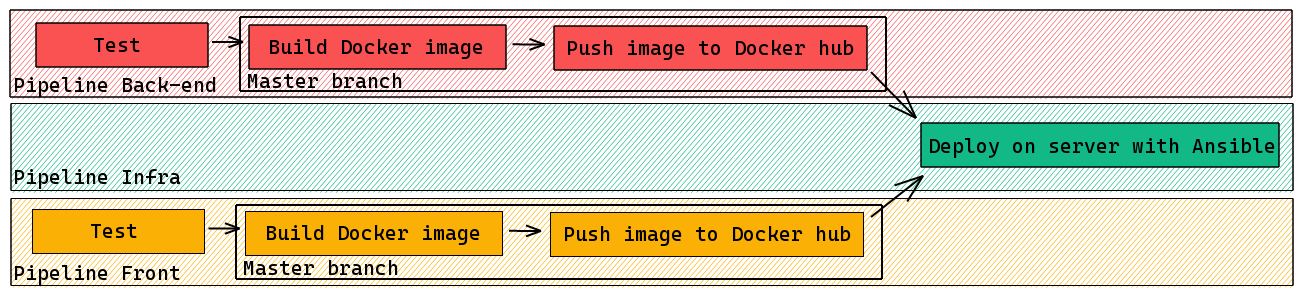 Test
Build Docker image
Push image to Docker hub
Master branch
Pipeline Back-end
Deploy on server with Ansible
Pipeline Infra
Test
Build Docker image
Push image to Docker hub
Master branch
Pipeline Front